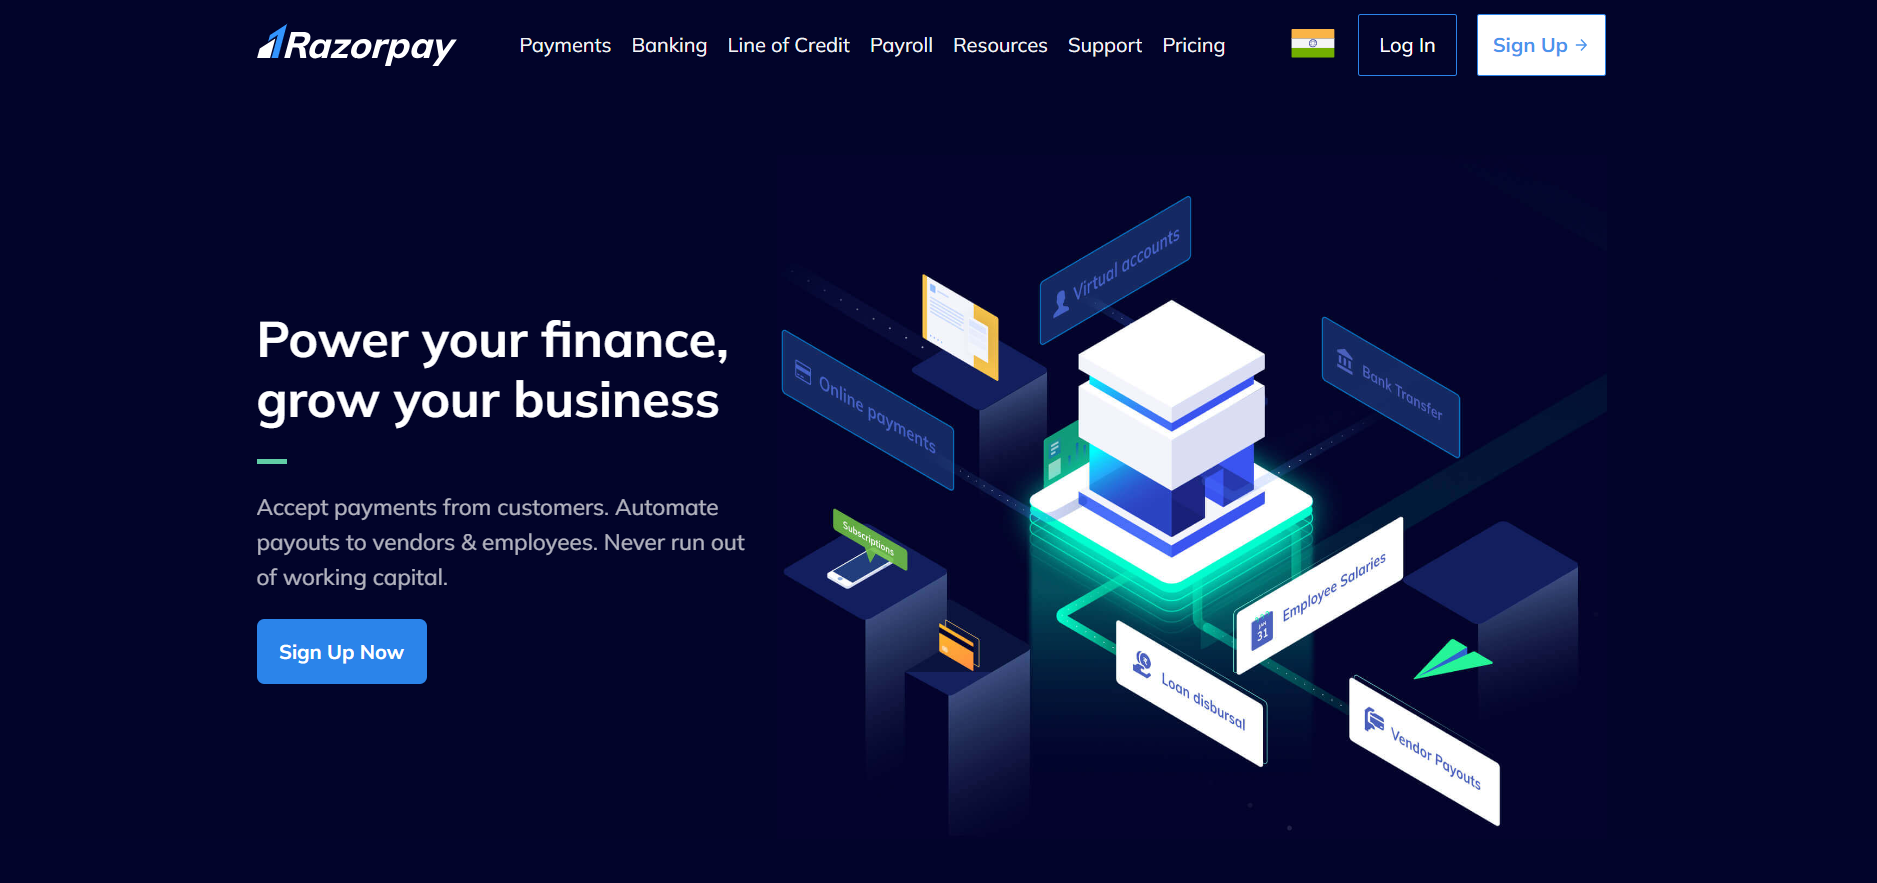 Razorpay
Payments
Banking
Line of Credit
Payroll
Resources
Support
Pricing
Log In
Sign Up →
Power your finance,
grow your business
Accept payments from customers. Automate
payouts to vendors & employees. Never run out
of working capital.
Sign Up Now
Virtual accounts
Online payments
Bank Transfer
Subscriptions
JAN
31
Employee Salaries
Loan disbursal
Vendor Payouts